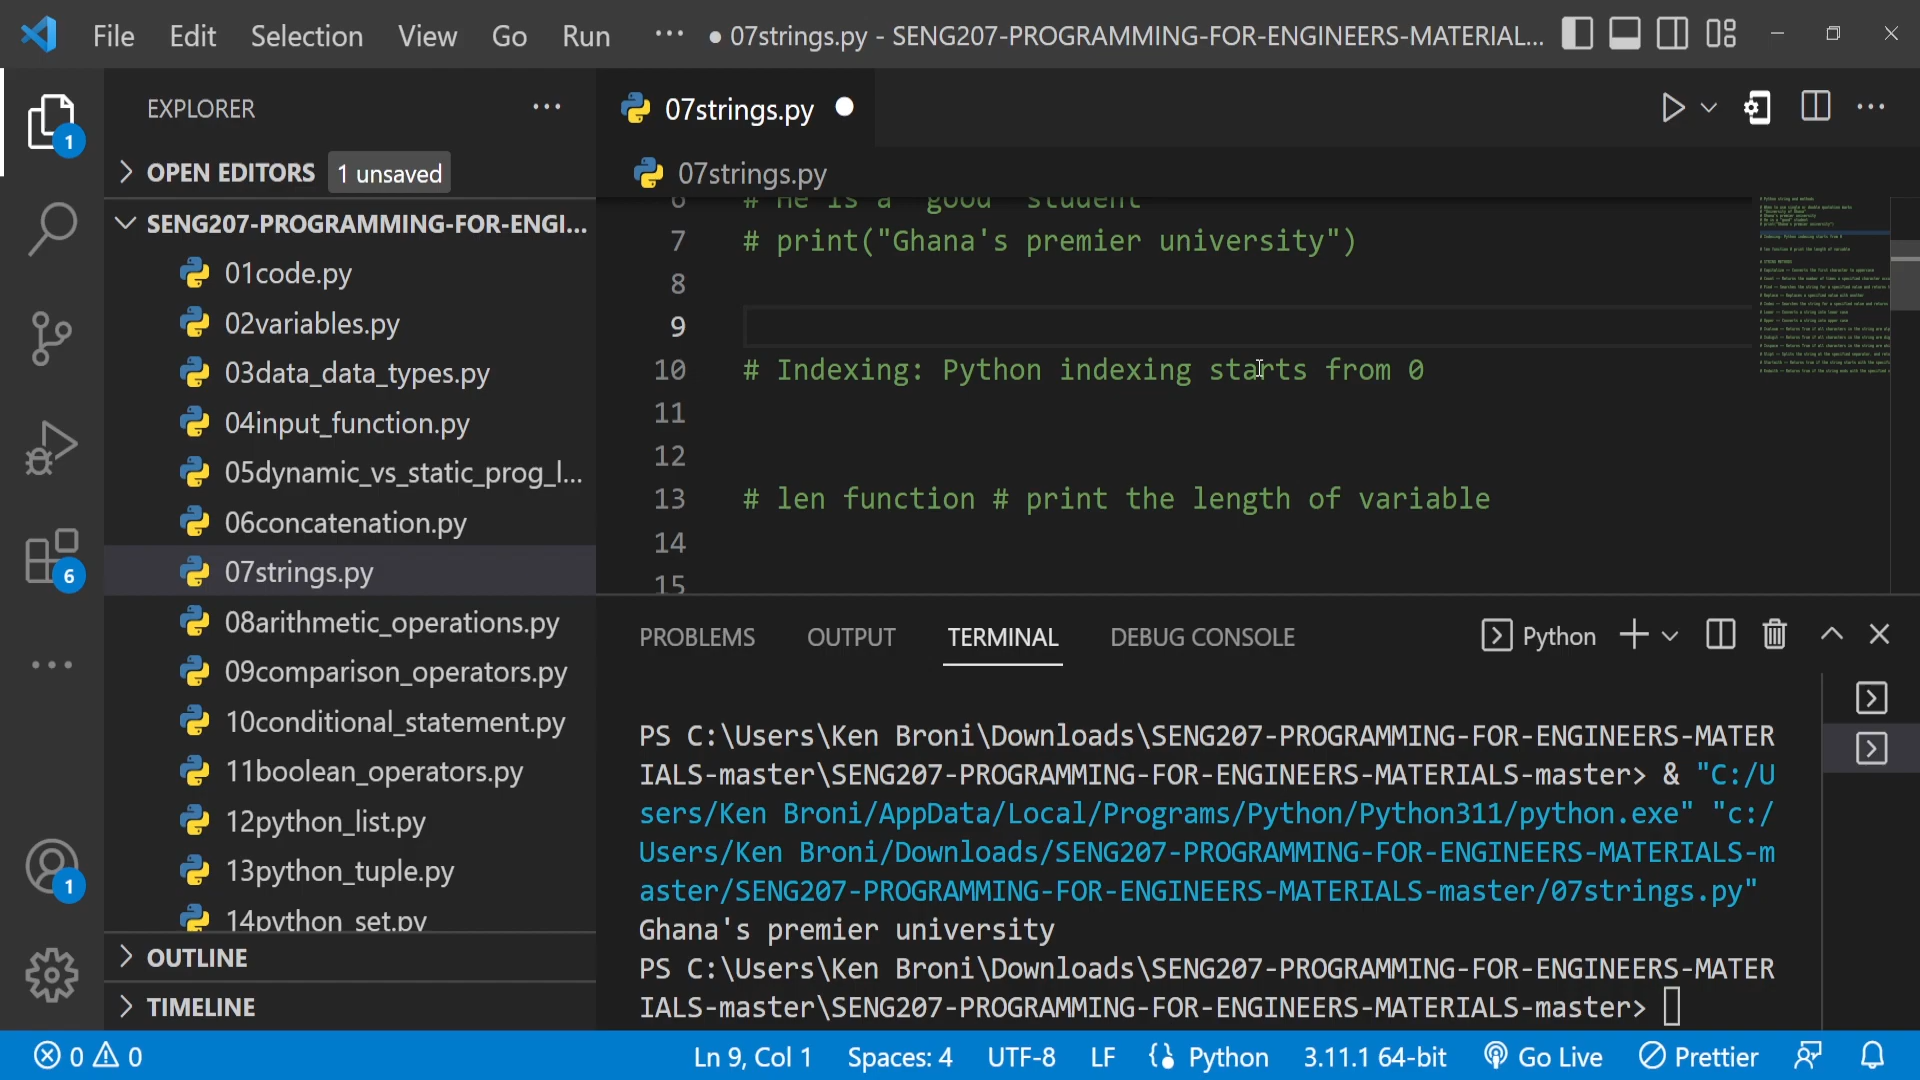 File Edit Selection View Go Run ··· ● 07strings.py - SENG207-PROGRAMMING-FOR-ENGINEERS-MATERIAL...
EXPLORER ···
OPEN EDITORS 1 unsaved
SENG207-PROGRAMMING-FOR-ENGI...
01code.py
02variables.py
03data_data_types.py
04input_function.py
05dynamic_vs_static_prog_l...
06concatenation.py
07strings.py
08arithmetic_operations.py
09comparison_operators.py
10conditional_statement.py
11boolean_operators.py
12python_list.py
13python_tuple.py
14python_set.py
OUTLINE
TIMELINE
1
6
1
07strings.py
07strings.py
6 # He is a "good" student
7 # print("Ghana's premier university")
8
9
10 # Indexing: Python indexing starts from 0
11
12
13 # len function # print the length of variable
14
15
PROBLEMS OUTPUT TERMINAL DEBUG CONSOLE Python
PS C:\Users\Ken Broni\Downloads\SENG207-PROGRAMMING-FOR-ENGINEERS-MATER
IALS-master\SENG207-PROGRAMMING-FOR-ENGINEERS-MATERIALS-master> & "C:/U
sers/Ken Broni/AppData/Local/Programs/Python/Python311/python.exe" "c:/
Users/Ken Broni/Downloads/SENG207-PROGRAMMING-FOR-ENGINEERS-MATERIALS-m
aster/SENG207-PROGRAMMING-FOR-ENGINEERS-MATERIALS-master/07strings.py"
Ghana's premier university
PS C:\Users\Ken Broni\Downloads\SENG207-PROGRAMMING-FOR-ENGINEERS-MATER
IALS-master\SENG207-PROGRAMMING-FOR-ENGINEERS-MATERIALS-master>
0 0 Ln 9, Col 1 Spaces: 4 UTF-8 LF Python 3.11.1 64-bit Go Live Prettier